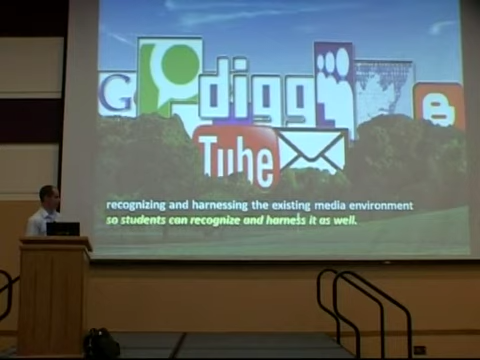 G
digg
Tube
recognizing and harnessing the existing media environment
so students can recognize and harness it as well.